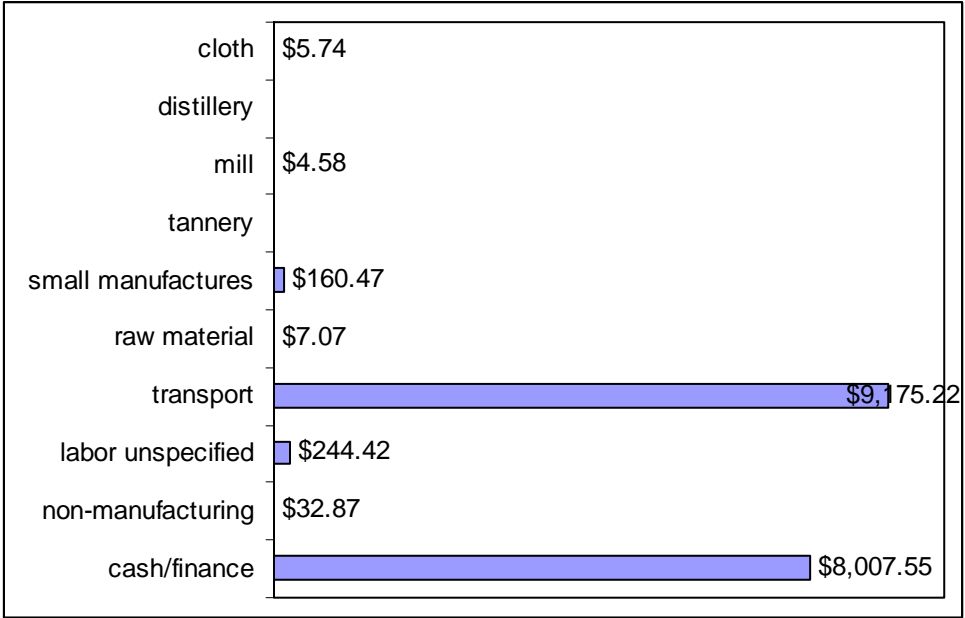 cloth $5.74
distillery
mill $4.58
tannery
small manufactures $160.47
raw material $7.07
transport $9,175.22
labor unspecified $244.42
non-manufacturing $32.87
cash/finance $8,007.55